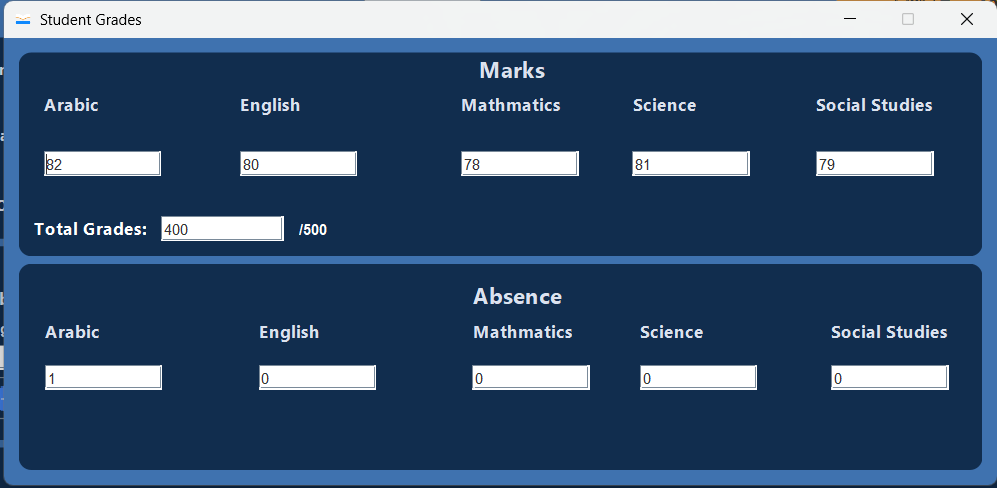 Student Grades
Marks
Arabic English Mathmatics Science Social Studies
82 80 78 81 79
Total Grades: 400 /500
Absence
Arabic English Mathmatics Science Social Studies
1 0 0 0 0